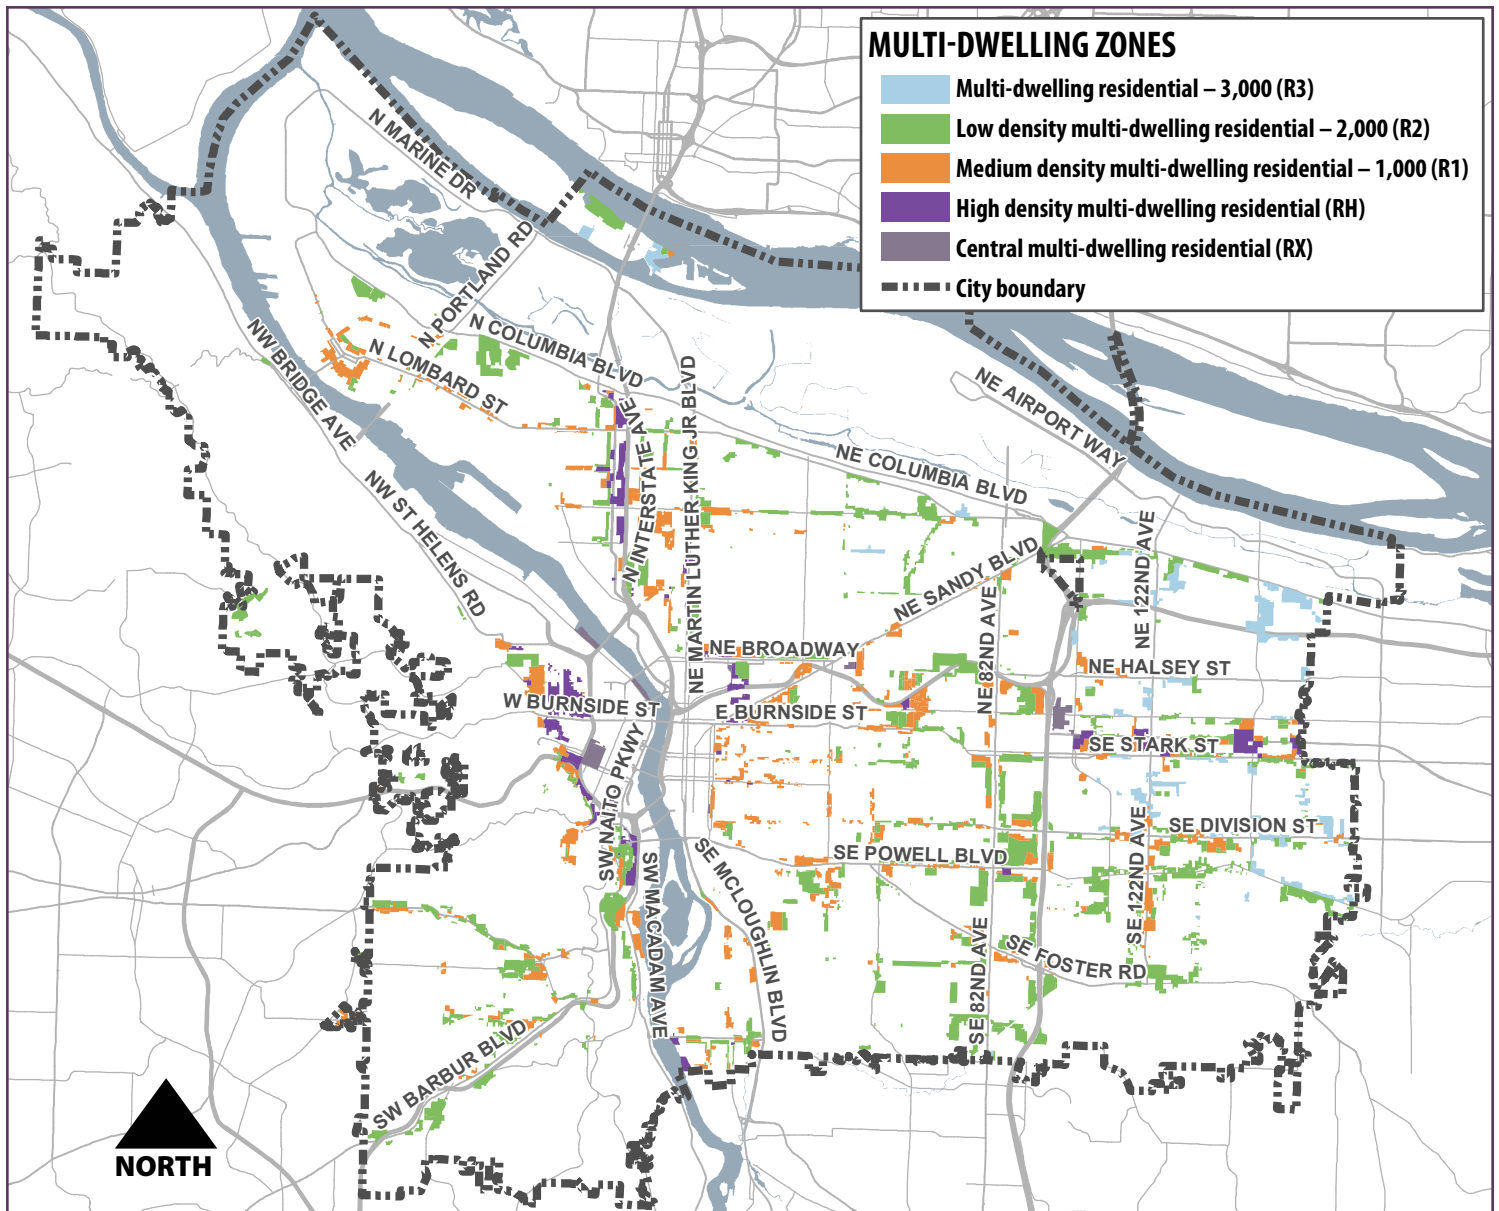 MULTI-DWELLING ZONES
Multi-dwelling residential – 3,000 (R3)
Low density multi-dwelling residential – 2,000 (R2)
Medium density multi-dwelling residential – 1,000 (R1)
High density multi-dwelling residential (RH)
Central multi-dwelling residential (RX)
City boundary
N MARINE DR
N PORTLAND RD
N COLUMBIA BLVD
N LOMBARD ST
NW BRIDGE AVE
NW ST HELENS RD
N INTERSTATE AVE
NE MARTIN LUTHER KING JR BLVD
NE AIRPORT WAY
NE COLUMBIA BLVD
NE SANDY BLVD
NE 122ND AVE
NE 82ND AVE
NE BROADWAY
NE HALSEY ST
W BURNSIDE ST
E BURNSIDE ST
SE STARK ST
SW NAITO PKWY
SE DIVISION ST
SE POWELL BLVD
SE 122ND AVE
SW MACADAM AVE
SE MCLOUGHLIN BLVD
SE 82ND AVE
SE FOSTER RD
SW BARBUR BLVD
NORTH